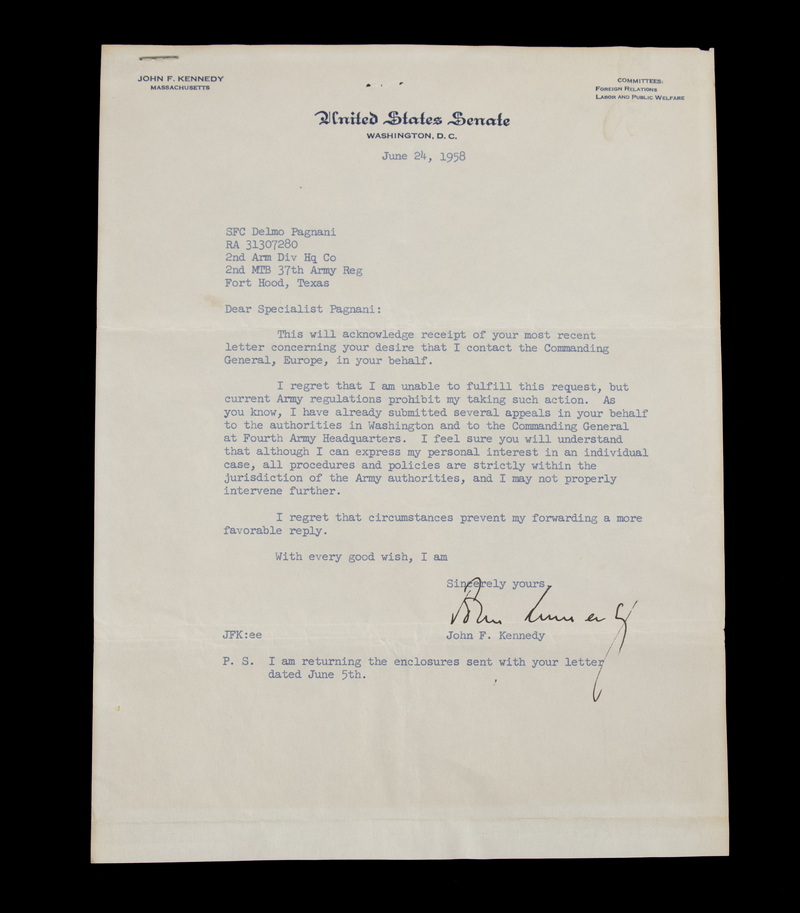 JOHN F. KENNEDY
MASSACHUSETTS
COMMITTEES:
FOREIGN RELATIONS
LABOR AND PUBLIC WELFARE
United States Senate
WASHINGTON, D. C.
June 24, 1958
SFC Delmo Pagnani
RA 31307280
2nd Arm Div Hq Co
2nd MTB 37th Army Reg
Fort Hood, Texas
Dear Specialist Pagnani:
This will acknowledge receipt of your most recent
letter concerning your desire that I contact the Commanding
General, Europe, in your behalf.
I regret that I am unable to fulfill this request, but
current Army regulations prohibit my taking such action. As
you know, I have already submitted several appeals in your behalf
to the authorities in Washington and to the Commanding General
at Fourth Army Headquarters. I feel sure you will understand
that although I can express my personal interest in an individual
case, all procedures and policies are strictly within the
jurisdiction of the Army authorities, and I may not properly
intervene further.
I regret that circumstances prevent my forwarding a more
favorable reply.
With every good wish, I am
Sincerely yours,
John Kennedy
JFK:ee
John F. Kennedy
P. S. I am returning the enclosures sent with your letter
dated June 5th.